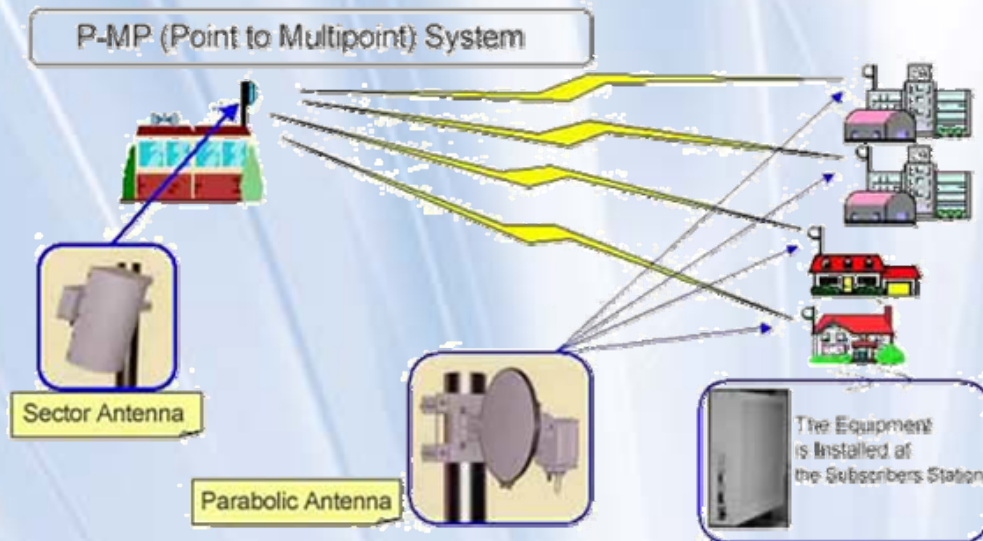 P-MP (Point to Multipoint) System
Sector Antenna
Parabolic Antenna
The Equipment
is Installed at
the Subscribers Station